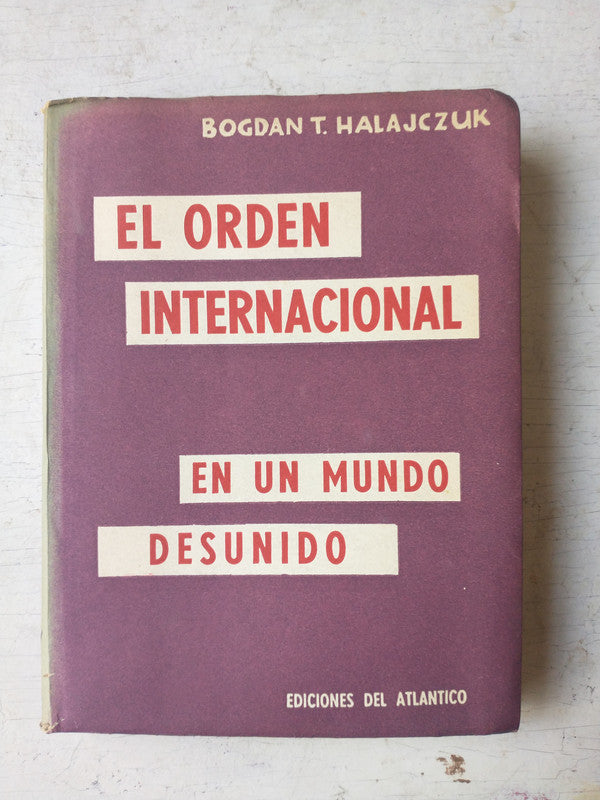 BOGDAN T. HALAJCZUK
EL ORDEN
INTERNACIONAL
EN UN MUNDO
DESUNIDO
EDICIONES DEL ATLANTICO